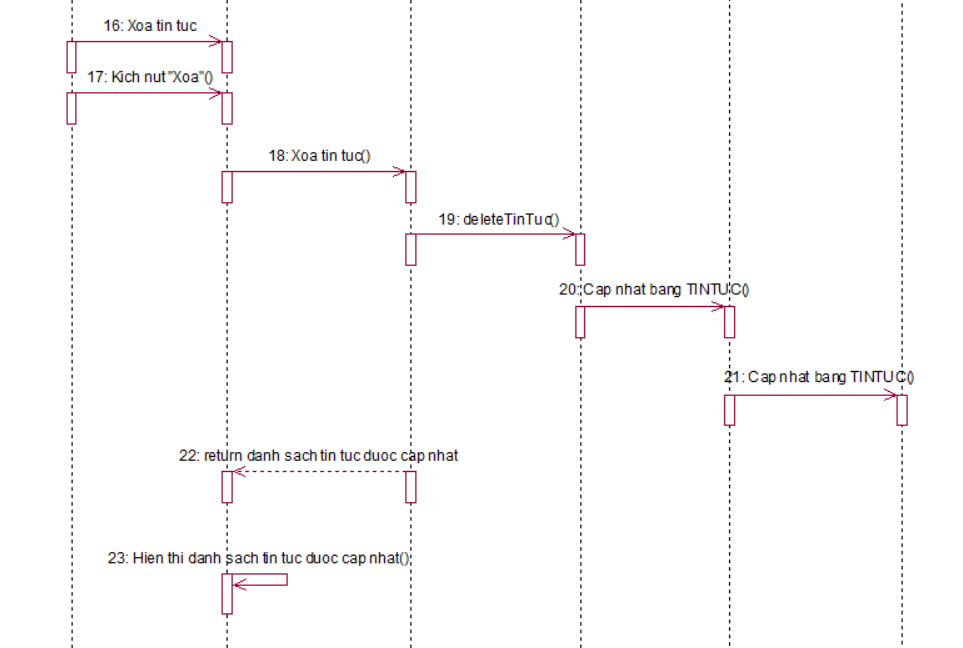 16: Xoa tin tuc
17: Kich nut "Xoa"()
18: Xoa tin tuc()
19: deleteTinTuc()
20: Cap nhat bang TINTUC()
21: Cap nhat bang TINTUC()
22: return danh sach tin tuc duoc cap nhat
23: Hien thi danh sach tin tuc duoc cap nhat()